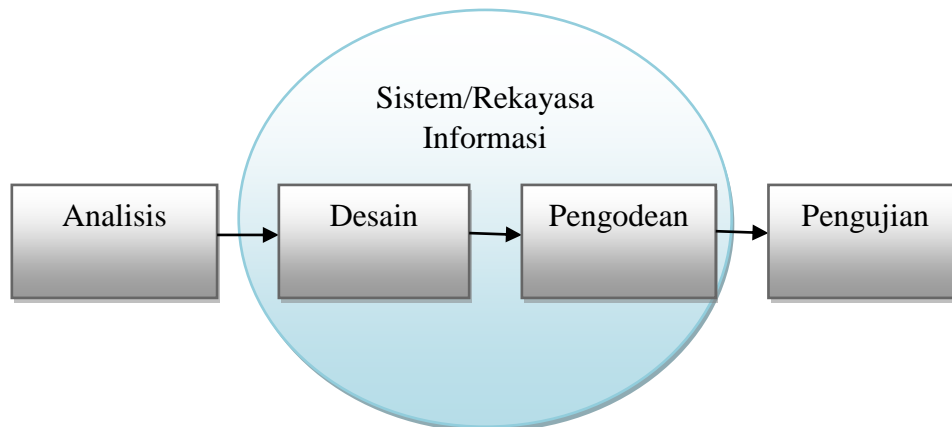 Sistem/Rekayasa
Informasi
Analisis
Desain
Pengodean
Pengujian